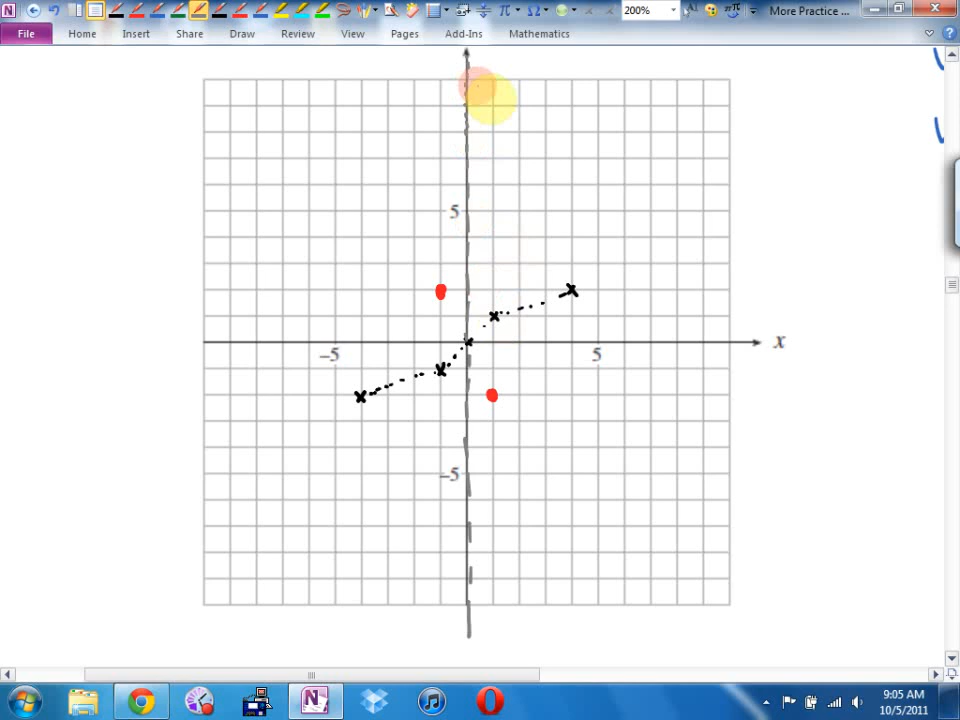 200%
More Practice ...
File Home Insert Share Draw Review View Pages Add-Ins Mathematics
5
–5 5 x
–5
9:05 AM
10/5/2011